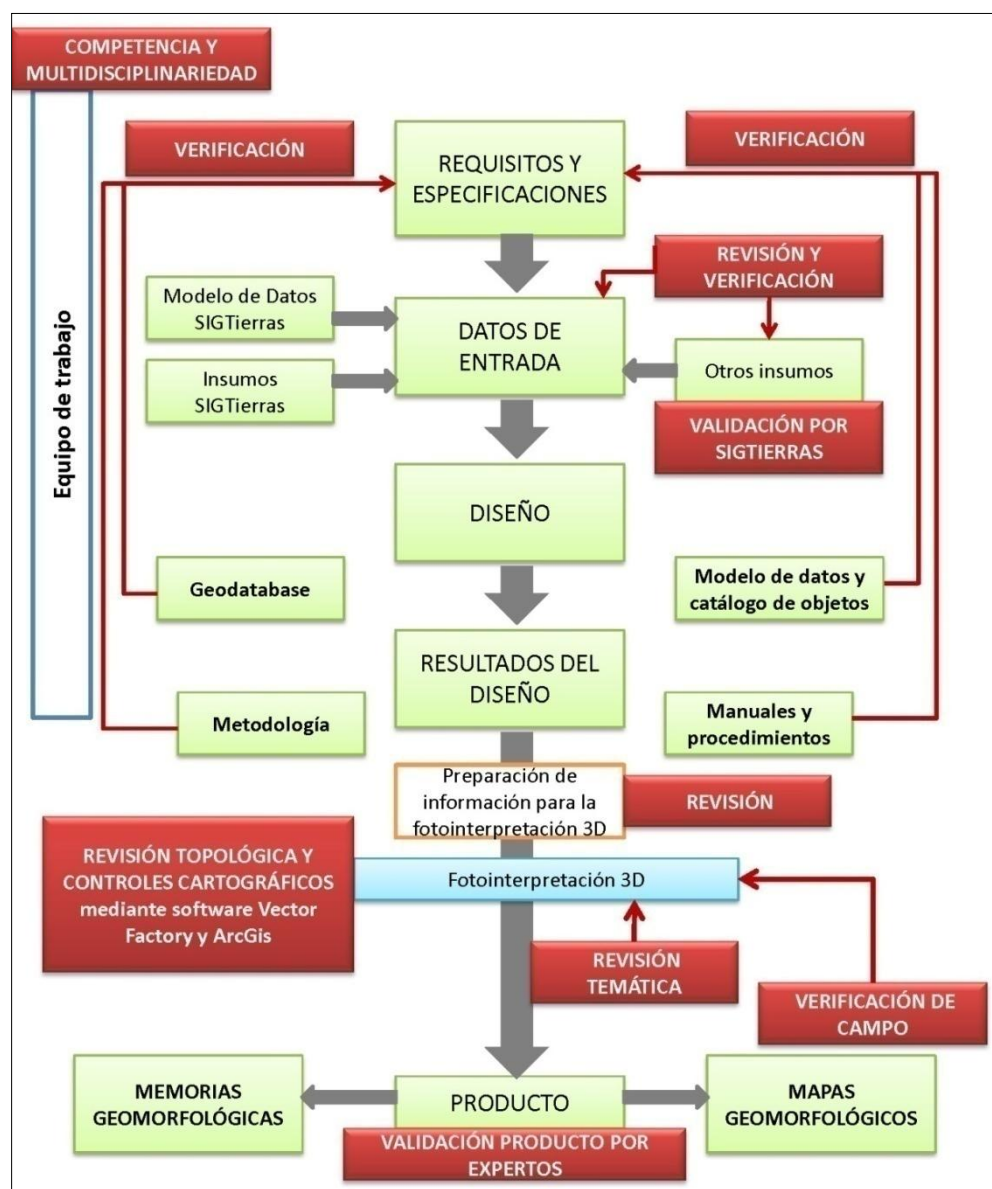 COMPETENCIA Y
MULTIDISCIPLINARIEDAD
Equipo de trabajo
VERIFICACIÓN
REQUISITOS Y
ESPECIFICACIONES
VERIFICACIÓN
REVISIÓN Y
VERIFICACIÓN
Modelo de Datos
SIGTierras
DATOS DE
ENTRADA
Insumos
SIGTierras
Otros insumos
VALIDACIÓN POR
SIGTIERRAS
DISEÑO
Geodatabase
Modelo de datos y
catálogo de objetos
RESULTADOS DEL
DISEÑO
Metodología
Manuales y
procedimientos
Preparación de
información para la
fotointerpretación 3D
REVISIÓN
REVISIÓN TOPOLÓGICA Y
CONTROLES CARTOGRÁFICOS
mediante software Vector
Factory y ArcGis
Fotointerpretación 3D
REVISIÓN
TEMÁTICA
VERIFICACIÓN DE
CAMPO
MEMORIAS
GEOMORFOLÓGICAS
PRODUCTO
MAPAS
GEOMORFOLÓGICOS
VALIDACIÓN PRODUCTO POR
EXPERTOS